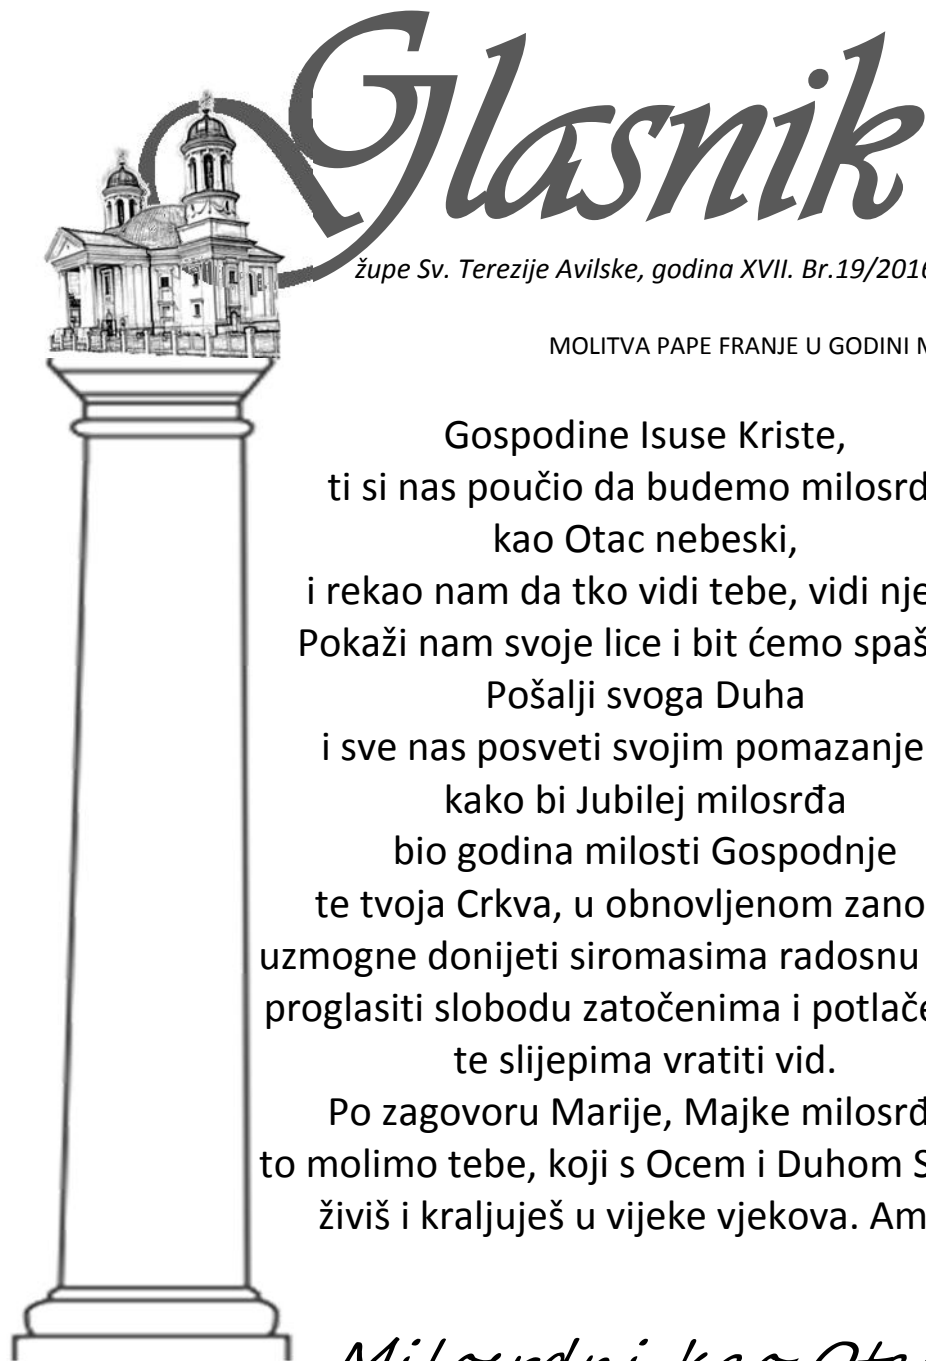 Glasnik
župe Sv. Terezije Avilske, godina XVII. Br.19/2016
MOLITVA PAPE FRANJE U GODINI M
Gospodine Isuse Kriste,
ti si nas poučio da budemo milosrd
kao Otac nebeski,
i rekao nam da tko vidi tebe, vidi nje
Pokaži nam svoje lice i bit ćemo spaš
Pošalji svoga Duha
i sve nas posveti svojim pomazanje
kako bi Jubilej milosrđa
bio godina milosti Gospodnje
te tvoja Crkva, u obnovljenom zano
uzmogne donijeti siromasima radosnu
proglasiti slobodu zatočenima i potlače
te slijepima vratiti vid.
Po zagovoru Marije, Majke milosrđ
to molimo tebe, koji s Ocem i Duhom S
živiš i kraljuješ u vijeke vjekova. Am
Milosrdni kao Ota